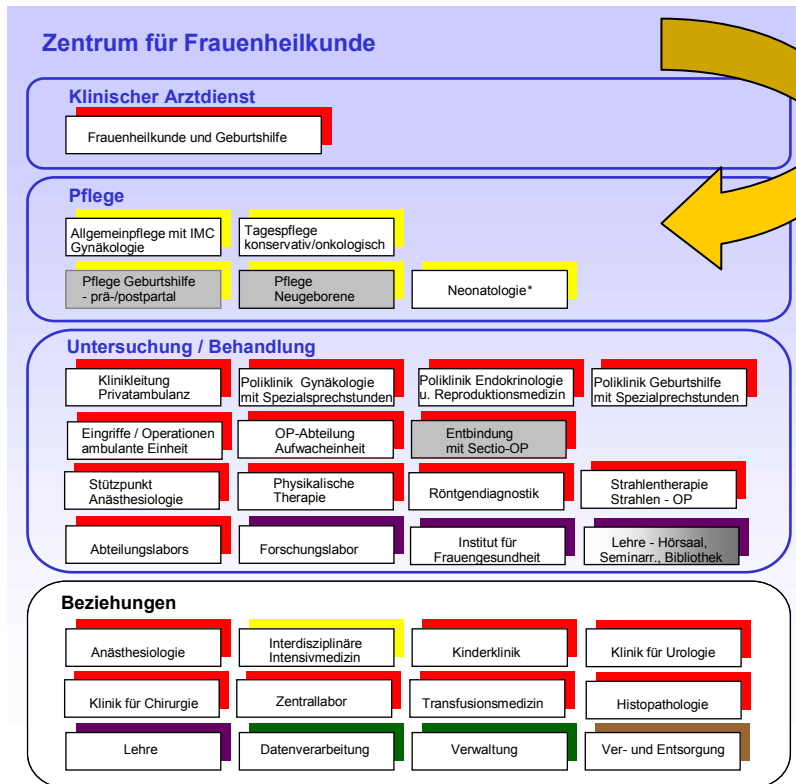 Zentrum für Frauenheilkunde
Klinischer Arztdienst
Frauenheilkunde und Geburtshilfe
Pflege
Allgemeinpflege mit IMC
Gynäkologie
Tagespflege
konservativ/onkologisch
Pflege Geburtshilfe
- prä-/postpartal
Pflege
Neugeborene
Neonatologie*
Untersuchung / Behandlung
Klinikleitung
Privatambulanz
Poliklinik Gynäkologie
mit Spezialsprechstunden
Poliklinik Endokrinologie
u. Reproduktionsmedizin
Poliklinik Geburtshilfe
mit Spezialprechstunden
Eingriffe / Operationen
ambulante Einheit
OP-Abteilung
Aufwacheinheit
Entbindung
mit Sectio-OP
Stützpunkt
Anästhesiologie
Physikalische
Therapie
Röntgendiagnostik
Strahlentherapie
Strahlen - OP
Abteilungslabors
Forschungslabor
Institut für
Frauengesundheit
Lehre - Hörsaal,
Seminarr., Bibliothek
Beziehungen
Anästhesiologie
Interdisziplinäre
Intensivmedizin
Kinderklinik
Klinik für Urologie
Klinik für Chirurgie
Zentrallabor
Transfusionsmedizin
Histopathologie
Lehre
Datenverarbeitung
Verwaltung
Ver- und Entsorgung